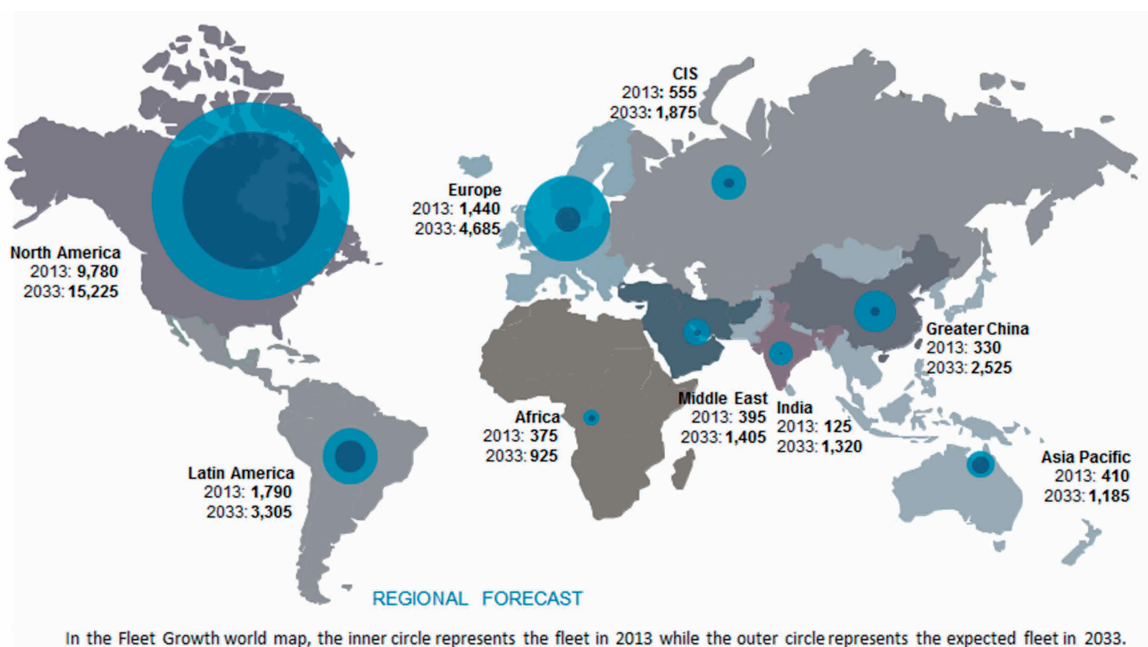 CIS
2013: 555
2033: 1,875
Europe
2013: 1,440
2033: 4,685
North America
2013: 9,780
2033: 15,225
Greater China
2013: 330
2033: 2,525
Middle East
2013: 395
2033: 1,405
India
2013: 125
2033: 1,320
Africa
2013: 375
2033: 925
Asia Pacific
2013: 410
2033: 1,185
Latin America
2013: 1,790
2033: 3,305
REGIONAL FORECAST
In the Fleet Growth world map, the inner circle represents the fleet in 2013 while the outer circle represents the expected fleet in 2033.